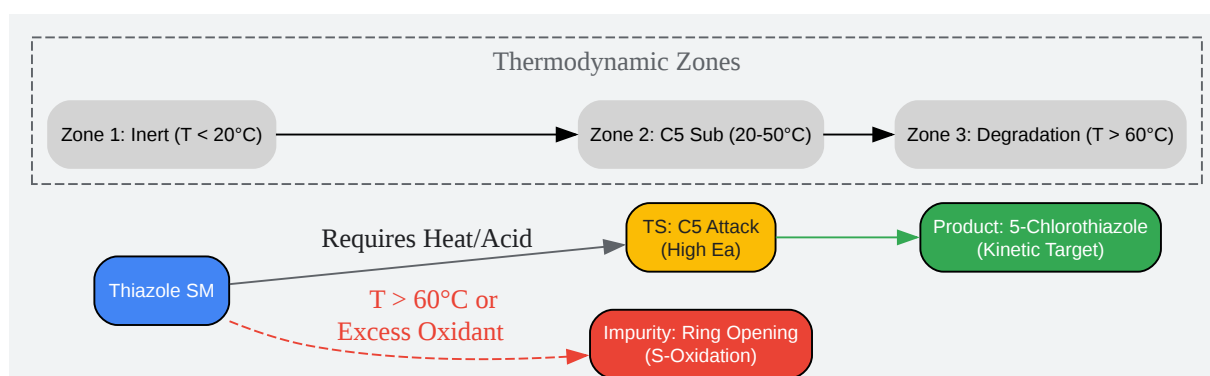 Thermodynamic Zones
Zone 1: Inert (T < 20°C)
Zone 2: C5 Sub (20-50°C)
Zone 3: Degradation (T > 60°C)
Requires Heat/Acid
TS: C5 Attack
(High Ea)
Product: 5-Chlorothiazole
(Kinetic Target)
Thiazole SM
T > 60°C or
Excess Oxidant
Impurity: Ring Opening
(S-Oxidation)